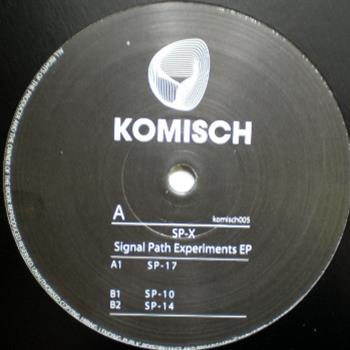 KOMISCH
A
komisch005
SP-X
Signal Path Experiments EP
A1 SP-17
B1 SP-10
B2 SP-14